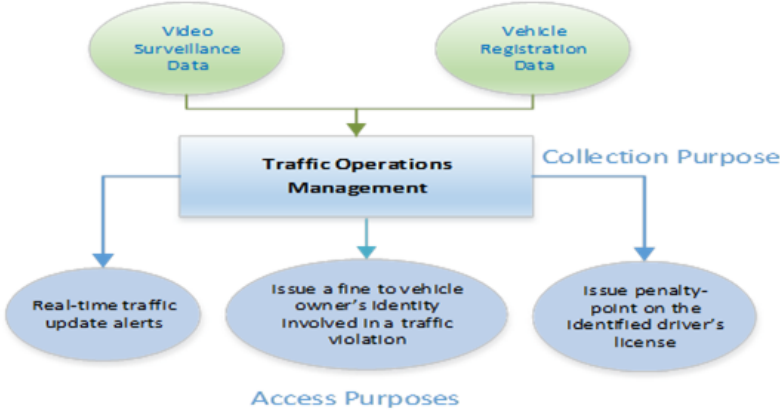 Video
Surveillance
Data
Vehicle
Registration
Data
Traffic Operations
Management
Collection Purpose
Real-time traffic
update alerts
Issue a fine to vehicle
owner's identity
involved in a traffic
violation
Issue penalty-
point on the
identified driver's
license
Access Purposes